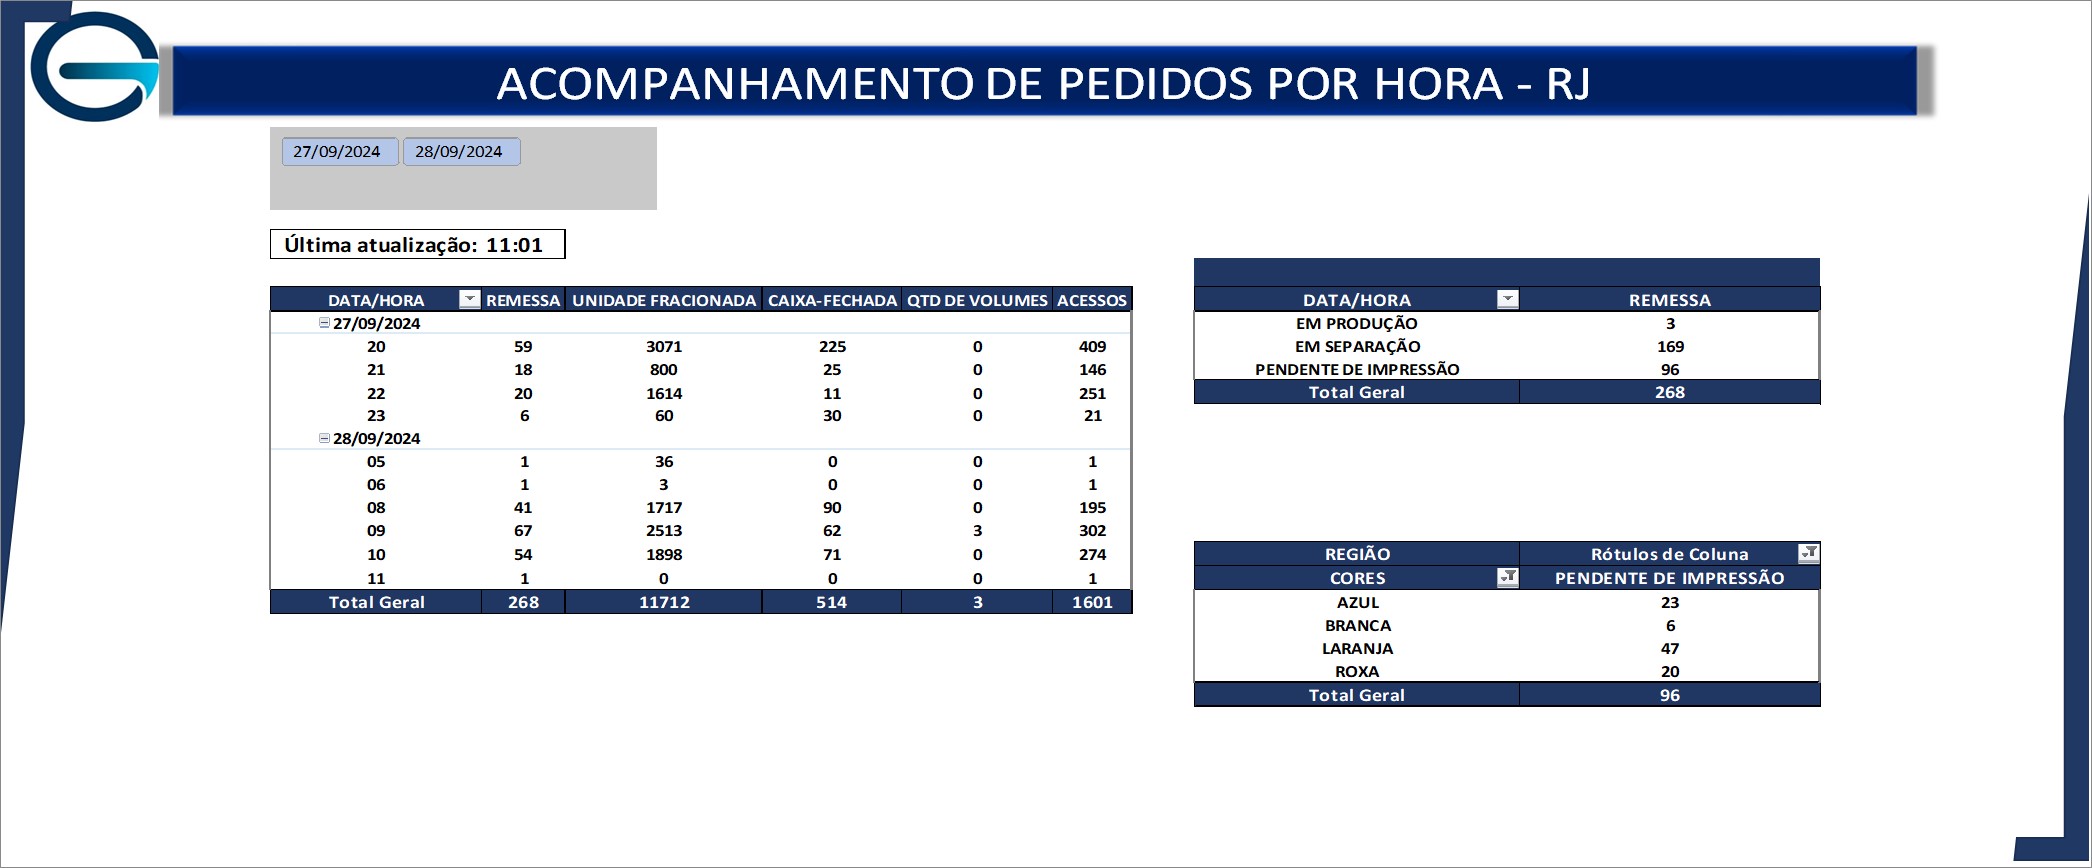 ACOMPANHAMENTO DE PEDIDOS POR HORA - RJ
27/09/2024 28/09/2024
Última atualização: 11:01
DATA/HORA REMESSA UNIDADE FRACIONADA CAIXA-FECHADA QTD DE VOLUMES ACESSOS
27/09/2024
20 59 3071 225 0 409
21 18 800 25 0 146
22 20 1614 11 0 251
23 6 60 30 0 21
28/09/2024
05 1 36 0 0 1
06 1 3 0 0 1
08 41 1717 90 0 195
09 67 2513 62 3 302
10 54 1898 71 0 274
11 1 0 0 0 1
Total Geral 268 11712 514 3 1601
DATA/HORA REMESSA
EM PRODUÇÃO 3
EM SEPARAÇÃO 169
PENDENTE DE IMPRESSÃO 96
Total Geral 268
REGIÃO Rótulos de Coluna
CORES PENDENTE DE IMPRESSÃO
AZUL 23
BRANCA 6
LARANJA 47
ROXA 20
Total Geral 96